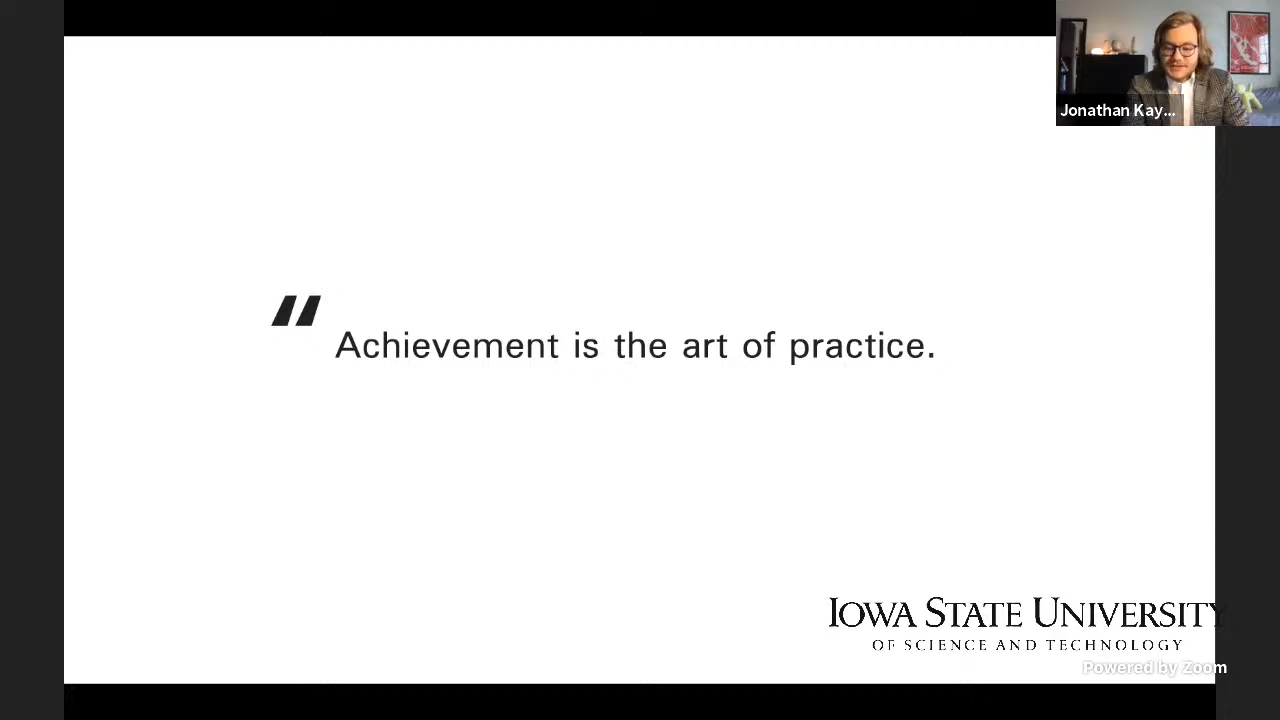 Jonathan Kay...
“ Achievement is the art of practice.
IOWA STATE UNIVERSITY
OF SCIENCE AND TECHNOLOGY
Powered by Zoom